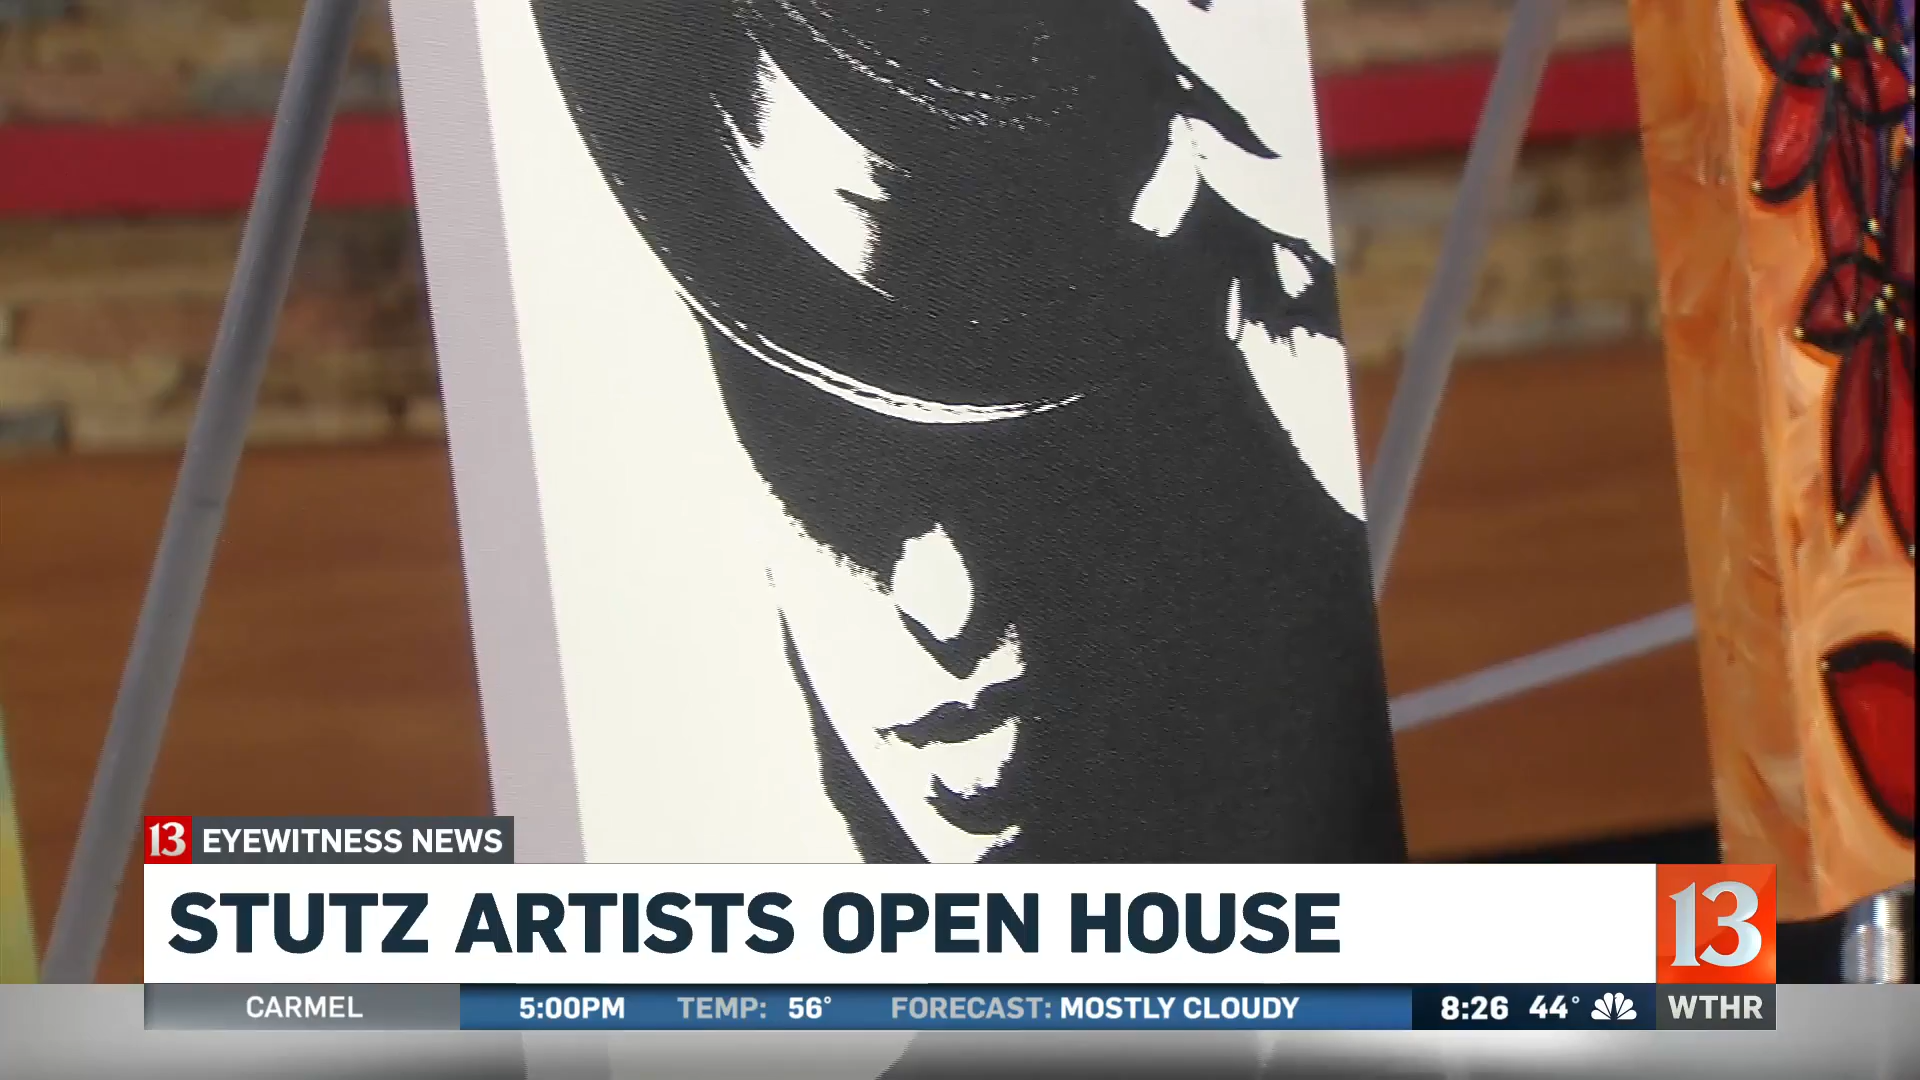 13 EYEWITNESS NEWS
STUTZ ARTISTS OPEN HOUSE
13
CARMEL 5:00PM TEMP: 56° FORECAST: MOSTLY CLOUDY 8:26 44° WTHR